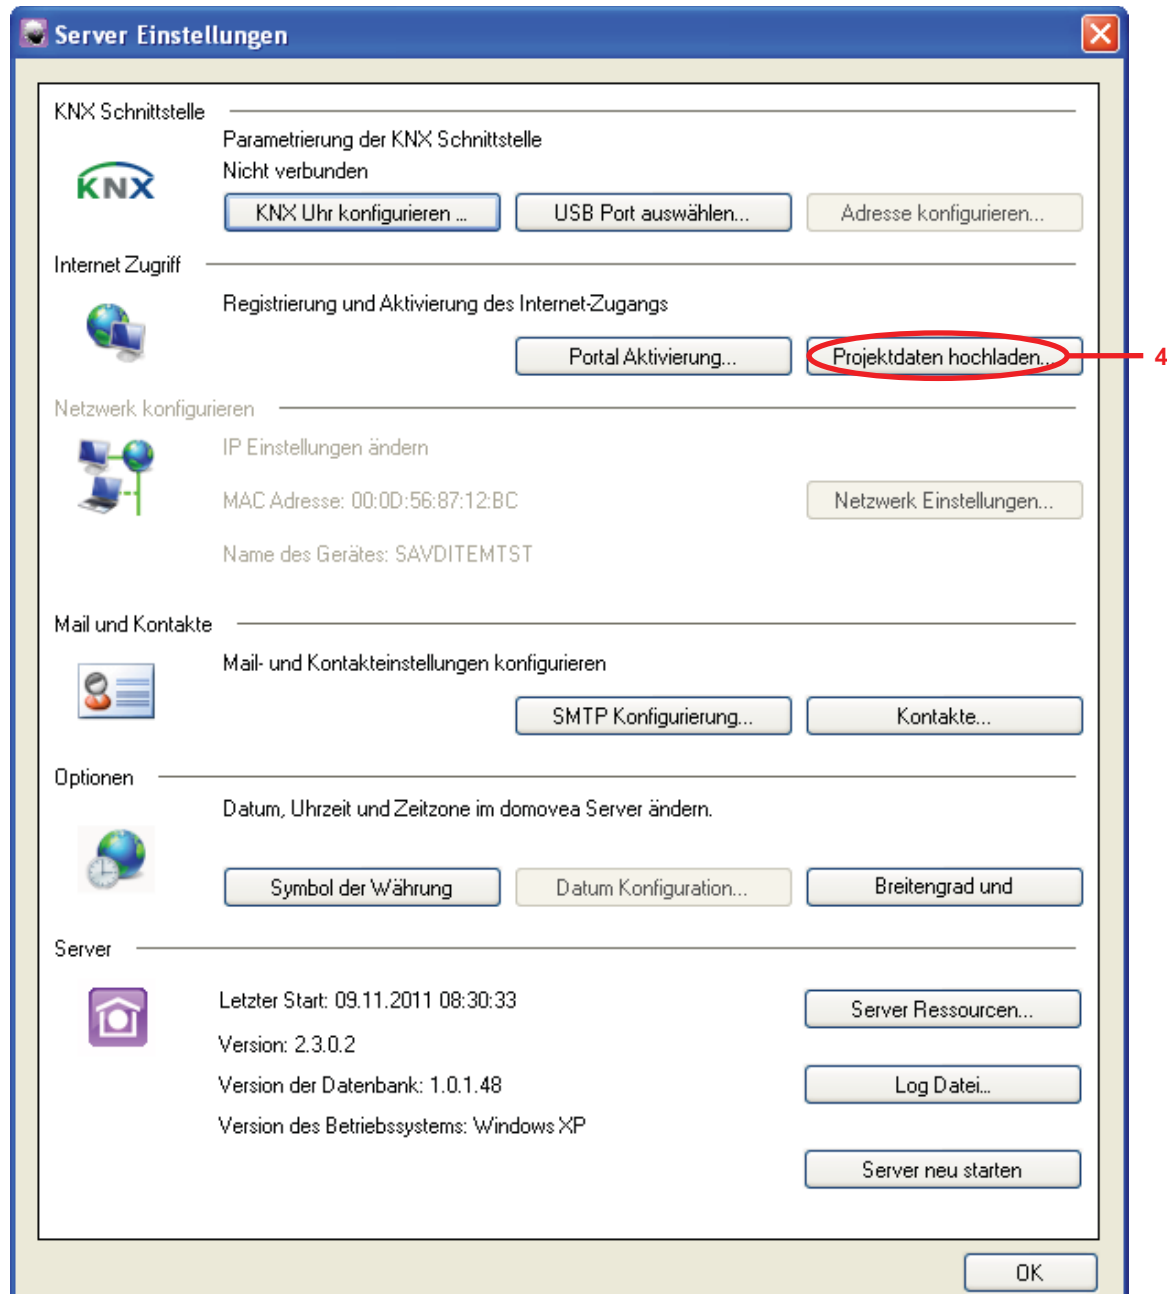 Server Einstellungen
KNX Schnittstelle
Parametrierung der KNX Schnittstelle
KNX
Nicht verbunden
KNX Uhr konfigurieren ...
USB Port auswählen...
Adresse konfigurieren...
Internet Zugriff
Registrierung und Aktivierung des Internet-Zugangs
Portal Aktivierung...
Projektdaten hochladen...
4
Netzwerk konfigurieren
IP Einstellungen ändern
MAC Adresse: 00:0D:56:87:12:BC
Netzwerk Einstellungen...
Name des Gerätes: SAVDITEMTST
Mail und Kontakte
Mail- und Kontakteinstellungen konfigurieren
SMTP Konfigurierung...
Kontakte...
Optionen
Datum, Uhrzeit und Zeitzone im domovea Server ändern.
Symbol der Währung
Datum Konfiguration...
Breitengrad und
Server
Letzter Start: 09.11.2011 08:30:33
Server Ressourcen...
Version: 2.3.0.2
Version der Datenbank: 1.0.1.48
Log Datei...
Version des Betriebssystems: Windows XP
Server neu starten
OK